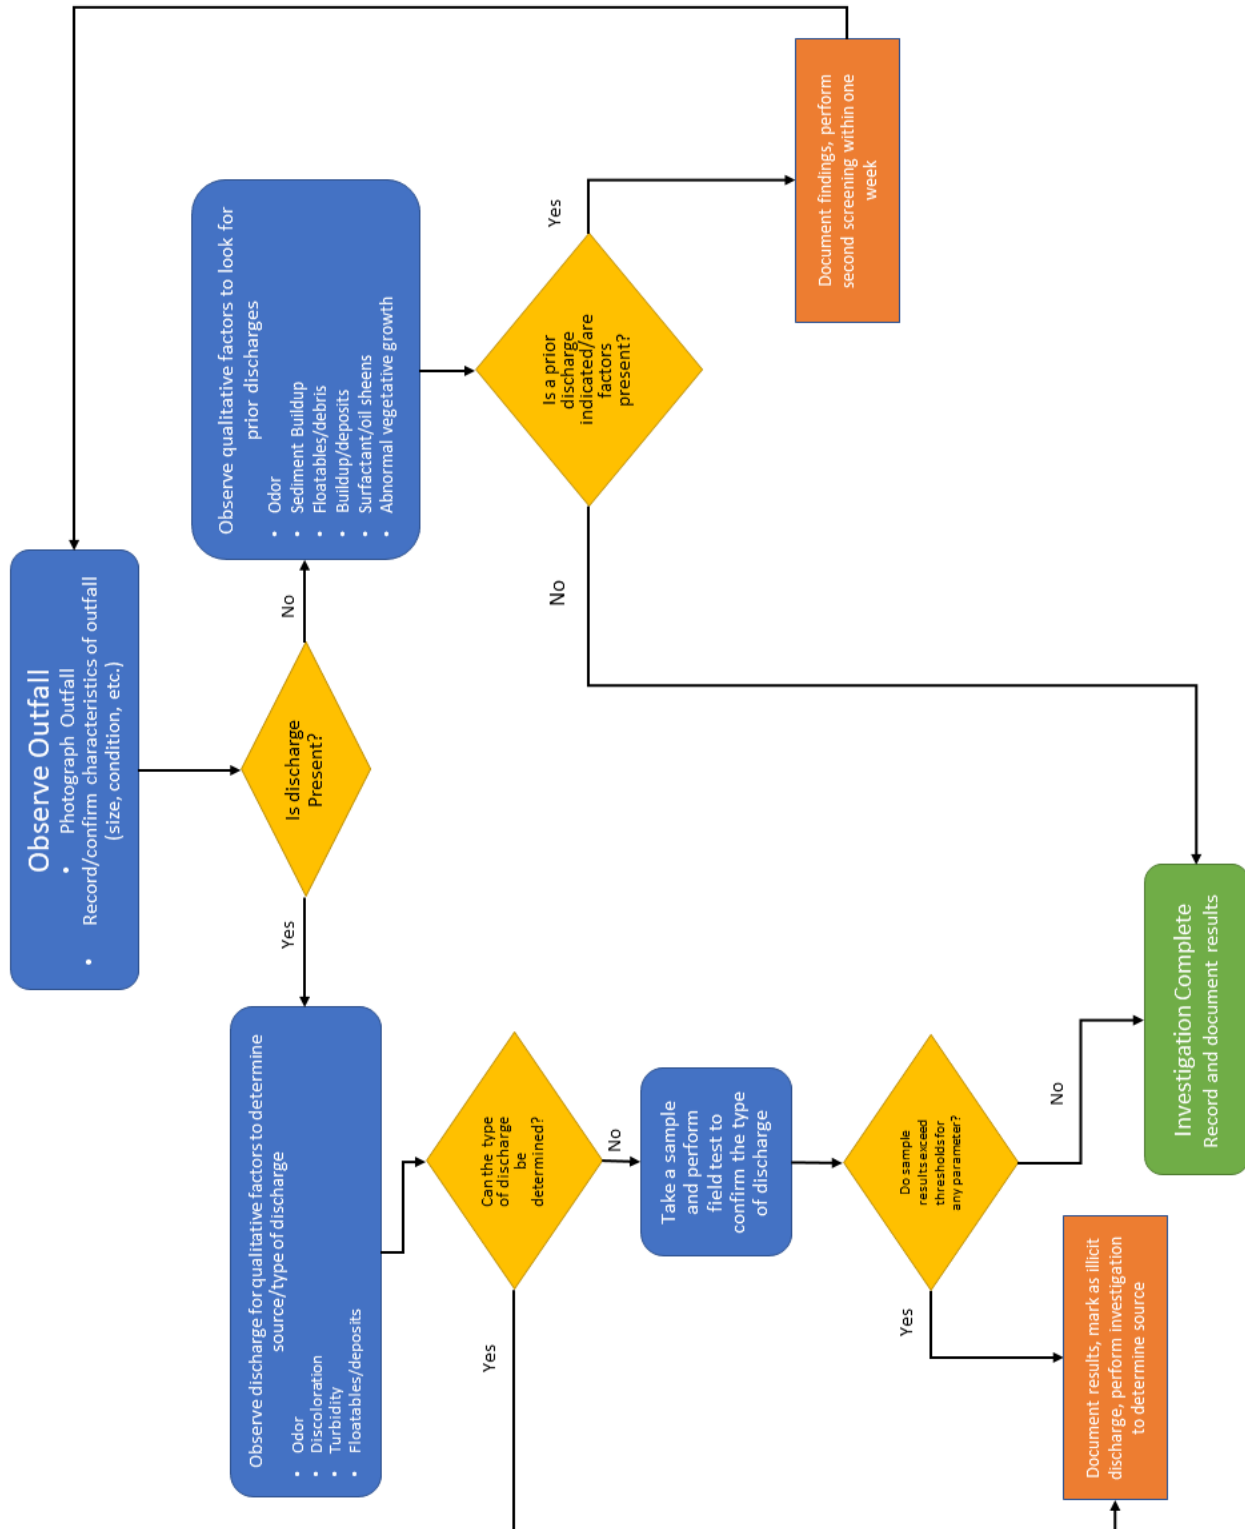 Observe Outfall
• Photograph Outfall
• Record/confirm characteristics of outfall
(size, condition, etc.)
Is discharge
Present?
Yes
No
Observe discharge for qualitative factors to determine
source/type of discharge
• Odor
• Discoloration
• Turbidity
• Floatables/deposits
Observe qualitative factors to look for
prior discharges
• Odor
• Sediment Buildup
• Floatables/debris
• Buildup/deposits
• Surfactant/oil sheens
• Abnormal vegetative growth
Can the type
of discharge
be
determined?
Yes
No
Is a prior
discharge
indicated/are
factors
present?
No
Yes
Take a sample
and perform
field test to
confirm the type
of discharge
Document findings, perform
second screening within one
week
Do sample
results exceed
thresholds for
any parameter?
Yes
No
Document results, mark as illicit
discharge, perform investigation
to determine source
Investigation Complete
Record and document results